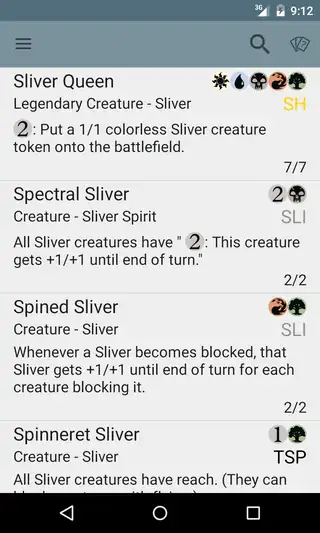 3G 9:12
Sliver Queen
Legendary Creature - Sliver SH
2: Put a 1/1 colorless Sliver creature
token onto the battlefield.
7/7
Spectral Sliver 2
Creature - Sliver Spirit SLI
All Sliver creatures have " 2: This creature
gets +1/+1 until end of turn."
2/2
Spined Sliver
Creature - Sliver SLI
Whenever a Sliver becomes blocked, that
Sliver gets +1/+1 until end of turn for each
creature blocking it.
2/2
Spinneret Sliver 1
Creature - Sliver TSP
All Sliver creatures have reach. (They can